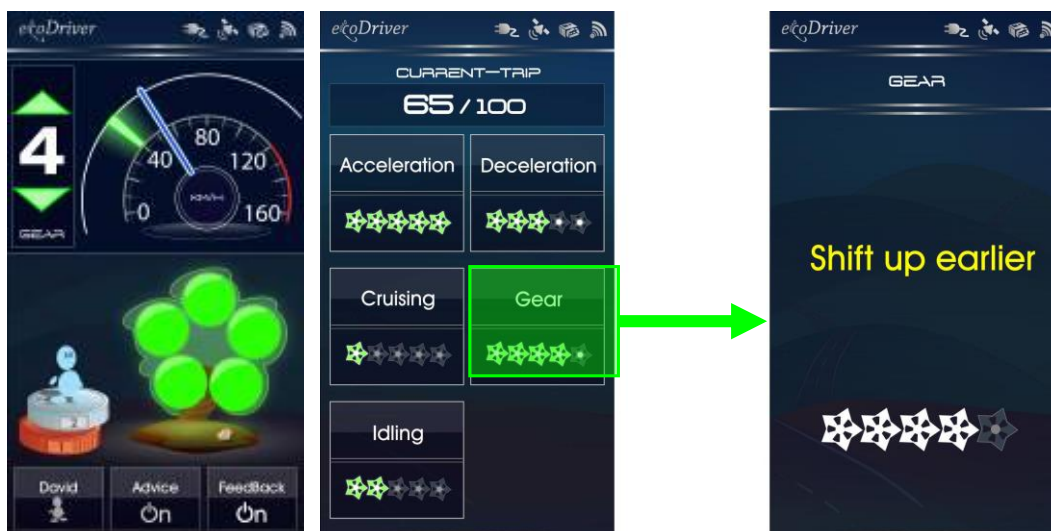 ecoDriver
4
GEAR
0
40
80
120
160
KM/H
2
David
Advice
On
FeedBack
On
ecoDriver
CURRENT-TRIP
65 / 100
Acceleration
Deceleration
Cruising
Gear
Idling
ecoDriver
GEAR
Shift up earlier